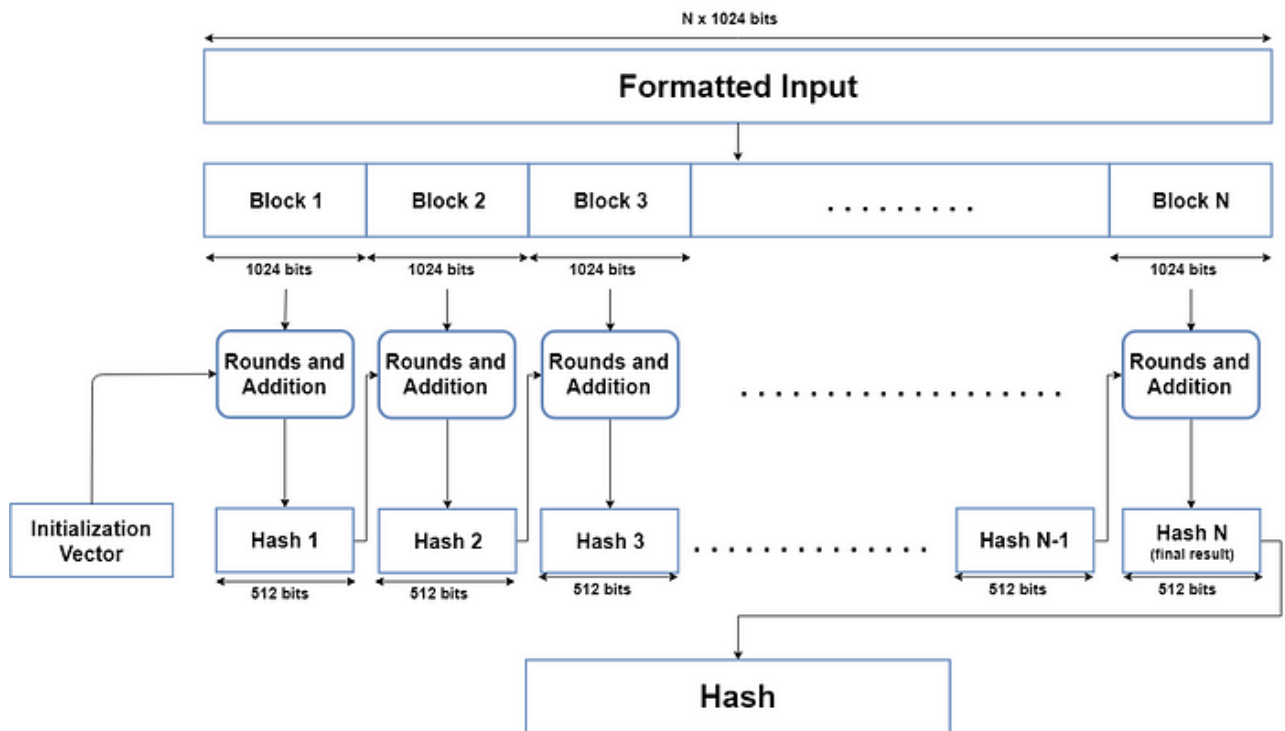 N x 1024 bits
Formatted Input
Block 1
Block 2
Block 3
. . . . . . . . .
Block N
1024 bits
1024 bits
1024 bits
1024 bits
Rounds and
Addition
Rounds and
Addition
Rounds and
Addition
. . . . . . . . . . . . . . . . . . .
Rounds and
Addition
Initialization
Vector
Hash 1
Hash 2
Hash 3
. . . . . . . . . . . . . .
Hash N-1
Hash N
(final result)
512 bits
512 bits
512 bits
512 bits
512 bits
Hash